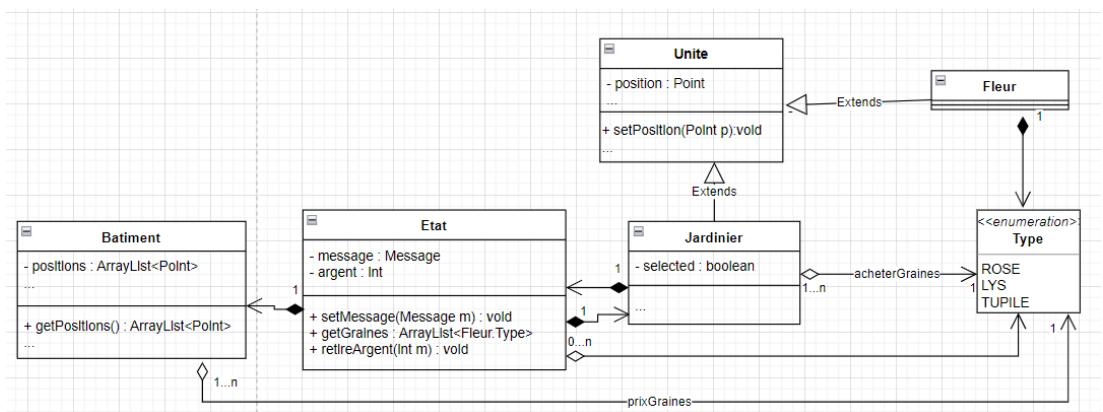 Unite
- position : Point
...
+ setPosition(Point p):void
...
Fleur
Extends
1
Extends
Batiment
- positions : ArrayList<Point>
...
+ getPositions() : ArrayList<Point>
...
1...n
1
Etat
- message : Message
- argent : Int
+ setMessage(Message m) : void
+ getGraines : ArrayList<Fleur.Type>
+ retireArgent(Int m) : void
1
1
0...n
Jardinier
- selected : boolean
...
1...n
acheterGraines
1
<<enumeration>>
Type
ROSE
LYS
TUPILE
1
prixGraines